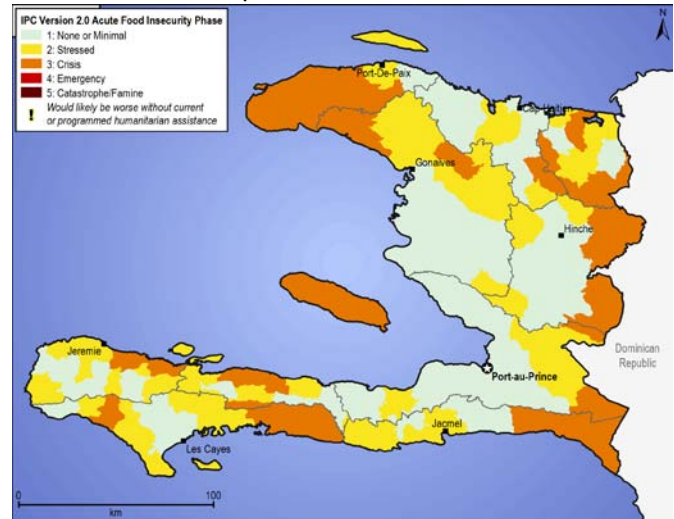 IPC Version 2.0 Acute Food Insecurity Phase
1: None or Minimal
2: Stressed
3: Crisis
4: Emergency
5: Catastrophe/Famine
! Would likely be worse without current
or programmed humanitarian assistance
N
Port-De-Paix
Cap-Haitien
Gonaives
Hinche
Jeremie
Port-au-Prince
Dominican
Republic
Jacmel
Les Cayes
0 100
km